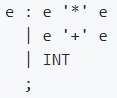 e : e '*' e
  | e '+' e
  | INT
  ;